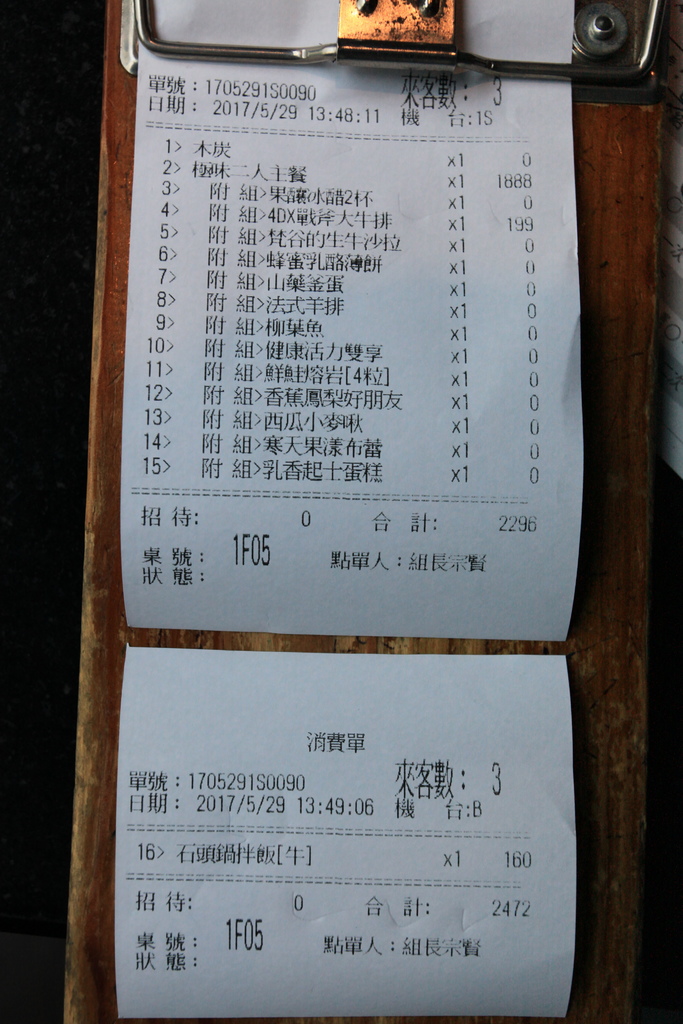 單號：1705291S0090 來客數： 3
日期： 2017/5/29 13:48:11 機 台:1S
1> 木炭 x1 0
2> 極味二人主餐 x1 1888
3> 附 組>果釀冰醋2杯 x1 0
4> 附 組>4DX戰斧大牛排 x1 199
5> 附 組>梵谷的生牛沙拉 x1 0
6> 附 組>蜂蜜乳酪薄餅 x1 0
7> 附 組>山藥釜蛋 x1 0
8> 附 組>法式羊排 x1 0
9> 附 組>柳葉魚 x1 0
10> 附 組>健康活力雙享 x1 0
11> 附 組>鮮鮭熔岩[4粒] x1 0
12> 附 組>香蕉鳳梨好朋友 x1 0
13> 附 組>西瓜小麥啾 x1 0
14> 附 組>寒天果漾布蕾 x1 0
15> 附 組>乳香起士蛋糕 x1 0
招 待: 0 合 計: 2296
桌 號： 1F05 點單人：組長宗賢
狀 態：
消費單
單號：1705291S0090 來客數： 3
日期： 2017/5/29 13:49:06 機 台:B
16> 石頭鍋拌飯[牛] x1 160
招 待: 0 合 計: 2472
桌 號： 1F05 點單人：組長宗賢
狀 態：